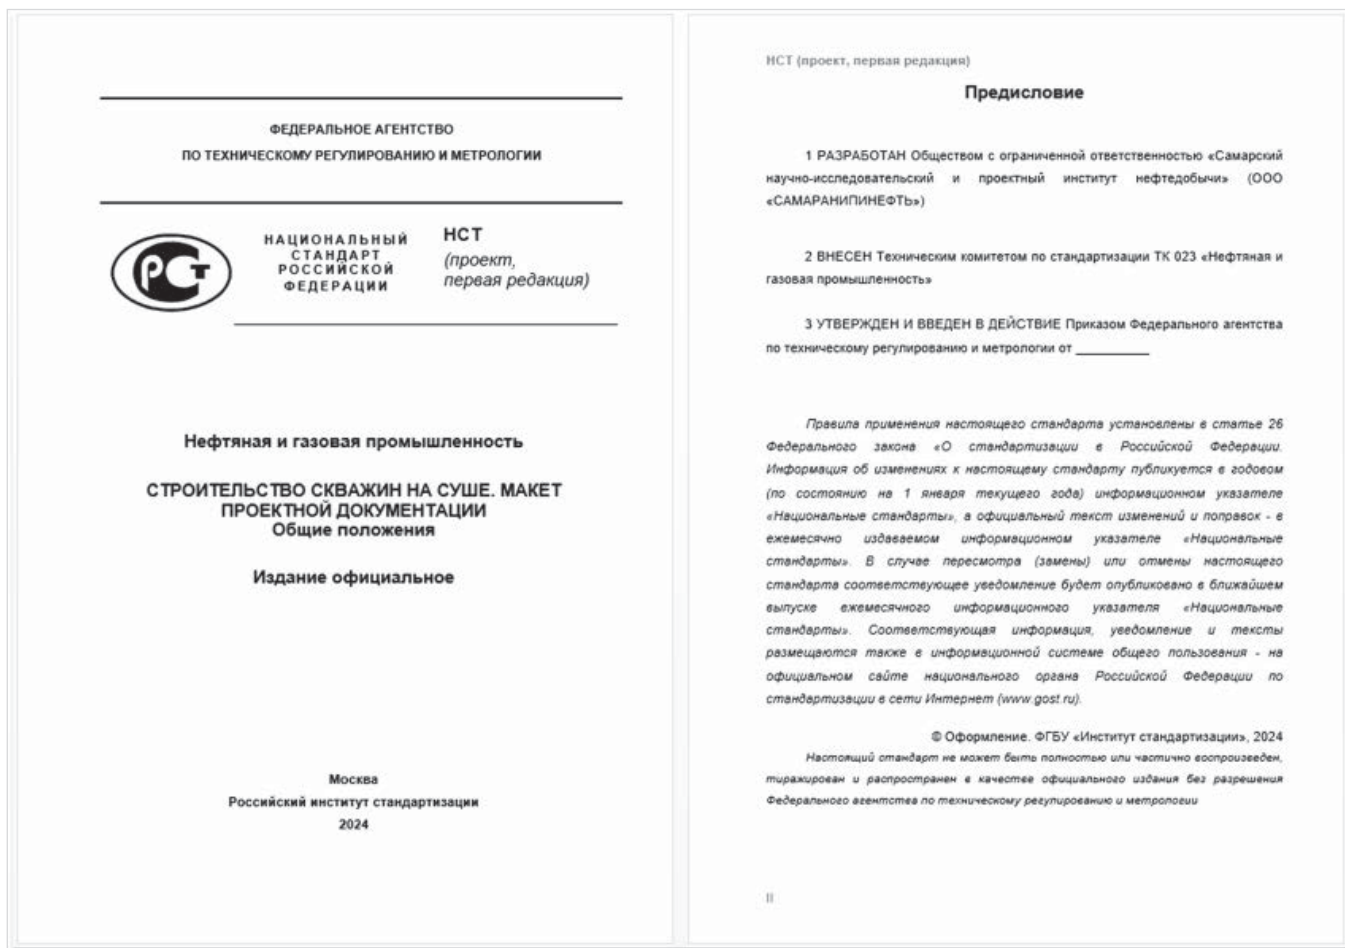 ФЕДЕРАЛЬНОЕ АГЕНТСТВО
ПО ТЕХНИЧЕСКОМУ РЕГУЛИРОВАНИЮ И МЕТРОЛОГИИ
РСТ
НАЦИОНАЛЬНЫЙ
СТАНДАРТ
РОССИЙСКОЙ
ФЕДЕРАЦИИ
НСТ
(проект,
первая редакция)
Нефтяная и газовая промышленность
СТРОИТЕЛЬСТВО СКВАЖИН НА СУШЕ. МАКЕТ
ПРОЕКТНОЙ ДОКУМЕНТАЦИИ
Общие положения
Издание официальное
Москва
Российский институт стандартизации
2024
НСТ (проект, первая редакция)
Предисловие
1 РАЗРАБОТАН Обществом с ограниченной ответственностью «Самарский
научно-исследовательский и проектный институт нефтедобычи» (ООО
«САМАРАНИПИНЕФТЬ»)
2 ВНЕСЕН Техническим комитетом по стандартизации ТК 023 «Нефтяная и
газовая промышленность»
3 УТВЕРЖДЕН И ВВЕДЕН В ДЕЙСТВИЕ Приказом Федерального агентства
по техническому регулированию и метрологии от ___________
Правила применения настоящего стандарта установлены в статье 26
Федерального закона «О стандартизации в Российской Федерации.
Информация об изменениях к настоящему стандарту публикуется в годовом
(по состоянию на 1 января текущего года) информационном указателе
«Национальные стандарты», а официальный текст изменений и поправок - в
ежемесячно издаваемом информационном указателе «Национальные
стандарты». В случае пересмотра (замены) или отмены настоящего
стандарта соответствующее уведомление будет опубликовано в ближайшем
выпуске ежемесячного информационного указателя «Национальные
стандарты». Соответствующая информация, уведомление и тексты
размещаются также в информационной системе общего пользования - на
официальном сайте национального органа Российской Федерации по
стандартизации в сети Интернет (www.gost.ru).
© Оформление. ФГБУ «Институт стандартизации», 2024
Настоящий стандарт не может быть полностью или частично воспроизведен,
тиражирован и распространен в качестве официального издания без разрешения
Федерального агентства по техническому регулированию и метрологии
II